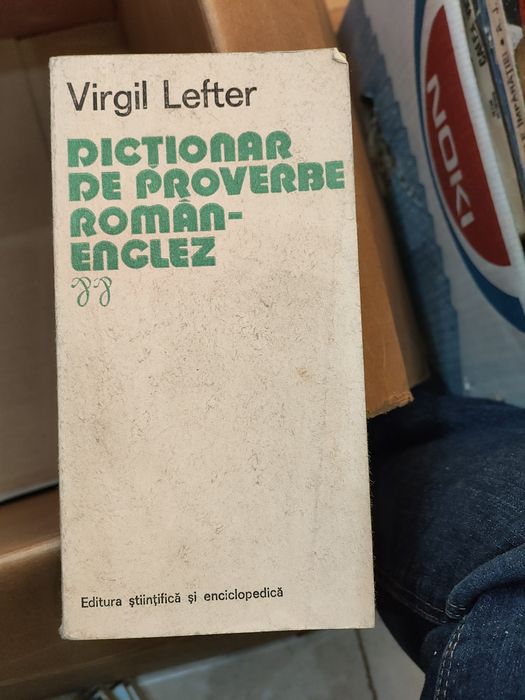 Virgil Lefter
DICȚIONAR
DE PROVERBE
ROMÂN-
ENGLEZ
Editura științifică și enciclopedică
NOKI